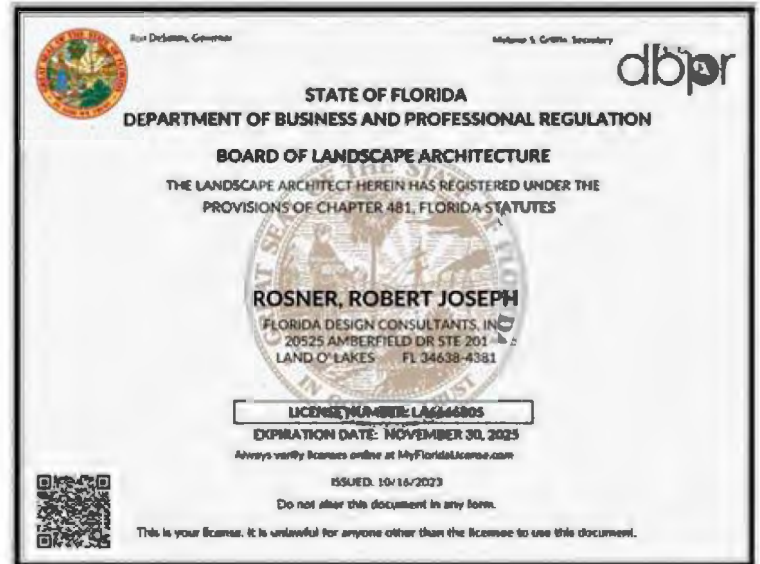 Ron DeSantis, Governor
Melanie S. Griffin, Secretary
dbpr
STATE OF FLORIDA
DEPARTMENT OF BUSINESS AND PROFESSIONAL REGULATION
BOARD OF LANDSCAPE ARCHITECTURE
THE LANDSCAPE ARCHITECT HEREIN HAS REGISTERED UNDER THE
PROVISIONS OF CHAPTER 481, FLORIDA STATUTES
ROSNER, ROBERT JOSEPH
FLORIDA DESIGN CONSULTANTS, IN
20525 AMBERFIELD DR STE 201
LAND O' LAKES FL 34638-4381
LICENSE NUMBER:
EXPIRATION DATE: NOVEMBER 30, 2025
Always verify licenses online at MyFloridaLicense.com
ISSUED: 10/16/2023
Do not alter this document in any form.
This is your license. It is unlawful for anyone other than the licensee to use this document.